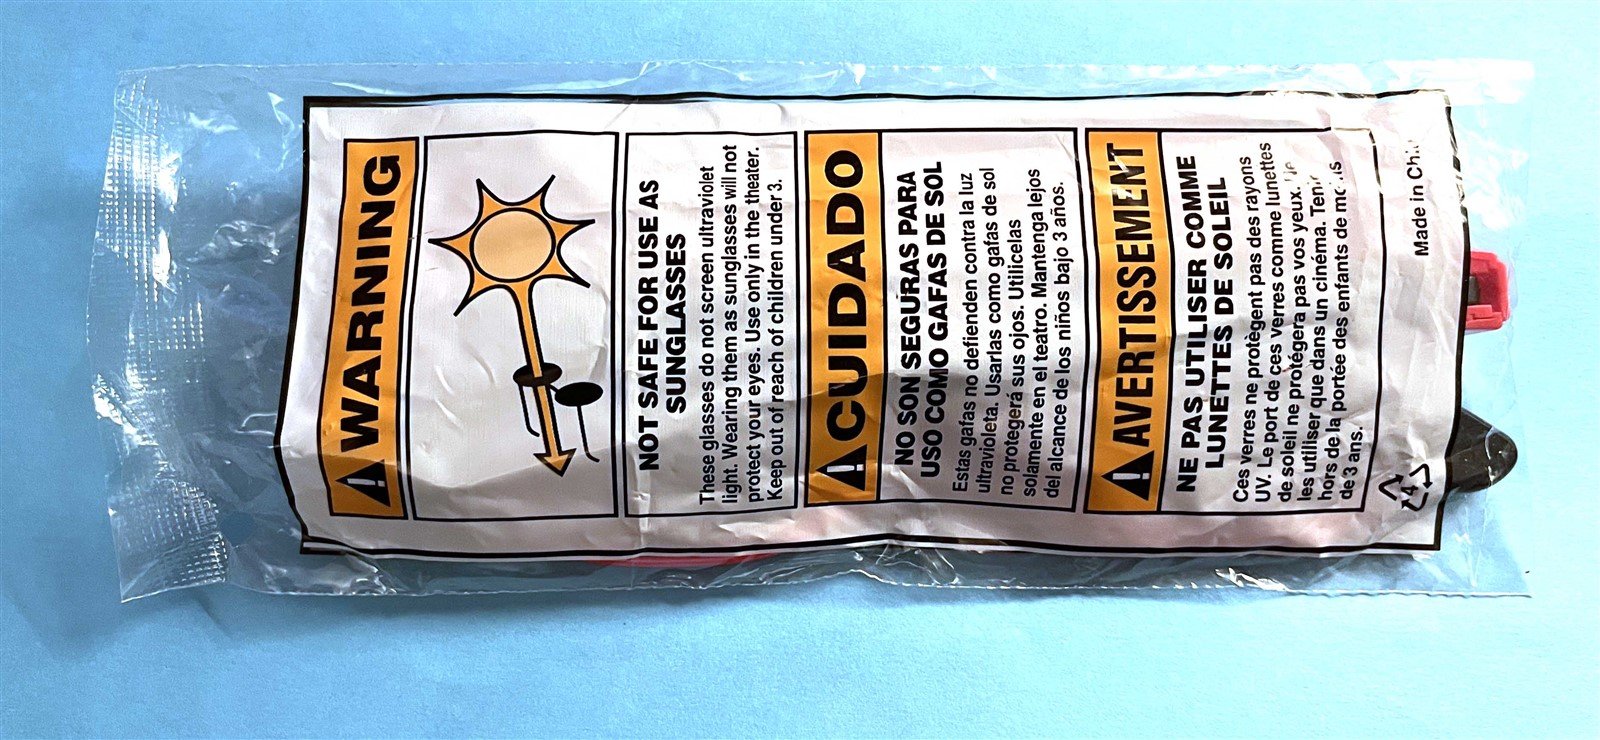 WARNING
NOT SAFE FOR USE AS
SUNGLASSES
These glasses do not screen ultraviolet
light. Wearing them as sunglasses will not
protect your eyes. Use only in the theater.
Keep out of reach of children under 3.
CUIDADO
NO SON SEGURAS PARA
USO COMO GAFAS DE SOL
Estas gafas no defienden contra la luz
ultravioleta. Usarlas como gafas de sol
no protegerá sus ojos. Utilicelas
solamente en el teatro. Mantenga lejos
del alcance de los niños bajo 3 años.
AVERTISSEMENT
NE PAS UTILISER COMME
LUNETTES DE SOLEIL
Ces verres ne protègent pas des rayons
UV. Le port de ces verres comme lunettes
de soleil ne protégera pas vos yeux.
les utiliser que dans un cinéma. Tenir
hors de la portée des enfants de
de 3 ans.
4
Made in